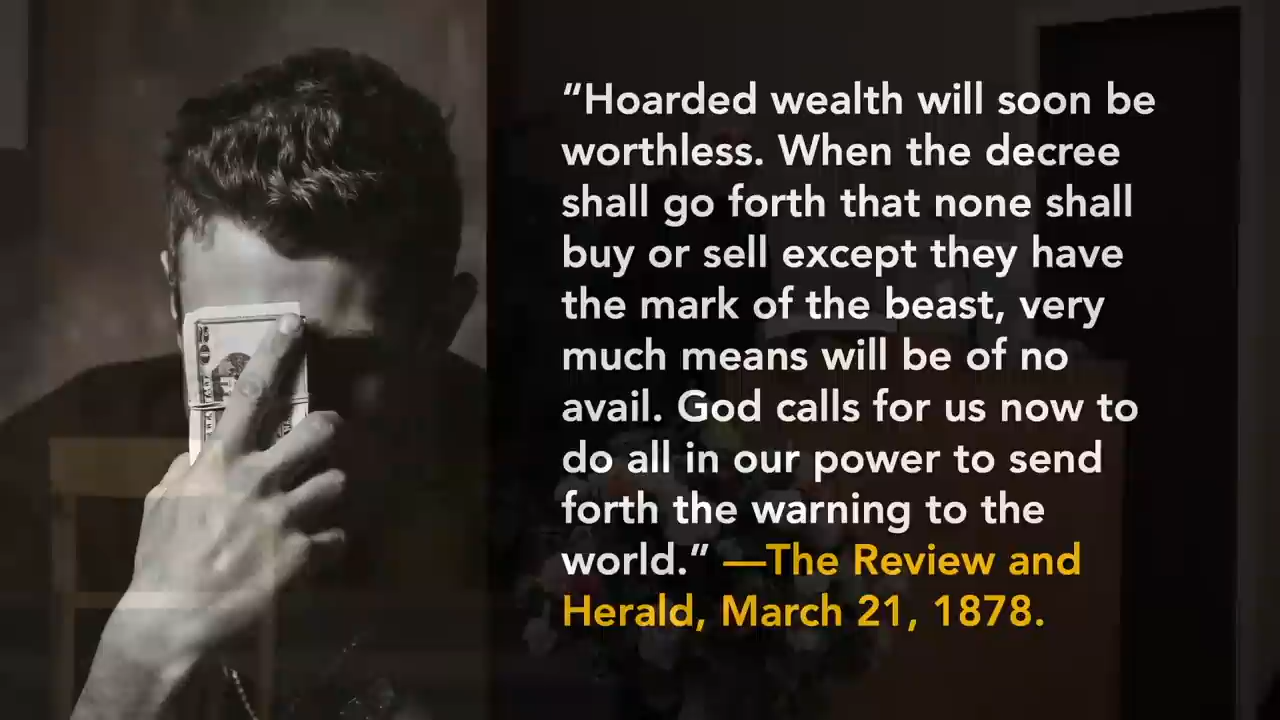 “Hoarded wealth will soon be
worthless. When the decree
shall go forth that none shall
buy or sell except they have
the mark of the beast, very
much means will be of no
avail. God calls for us now to
do all in our power to send
forth the warning to the
world.” —The Review and
Herald, March 21, 1878.